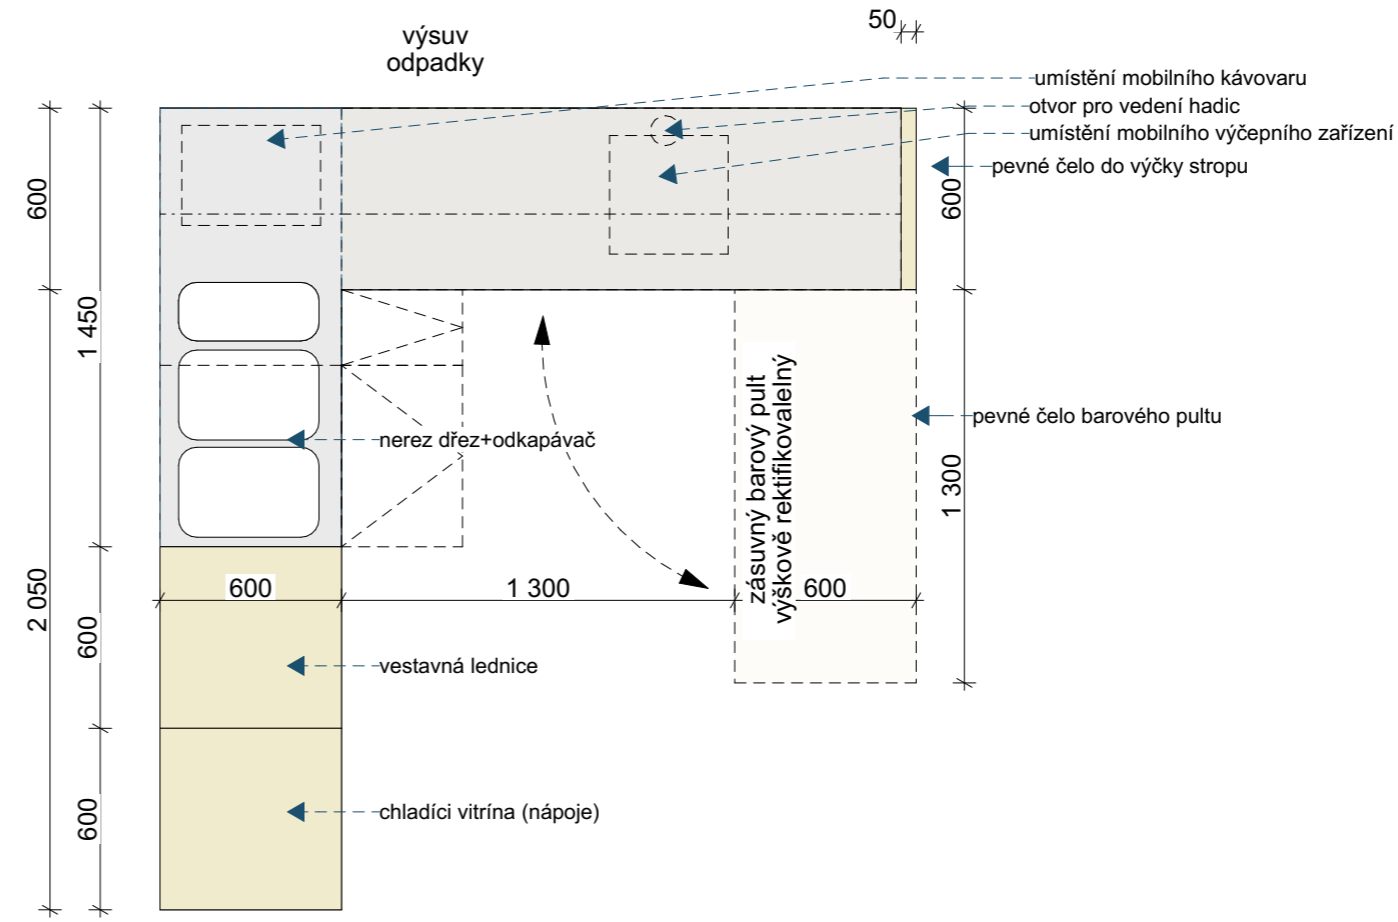 50
výsuv
odpadky
umístění mobilního kávovaru
otvor pro vedení hadic
umístění mobilního výčepního zařízení
pevné čelo do výčky stropu
600
600
1 450
nerez dřez+odkapávač
zásuvný barový pult
výškově rektifikovalelný
pevné čelo barového pultu
1 300
600
1 300
600
2 050
600
vestavná lednice
600
chladíci vitrína (nápoje)